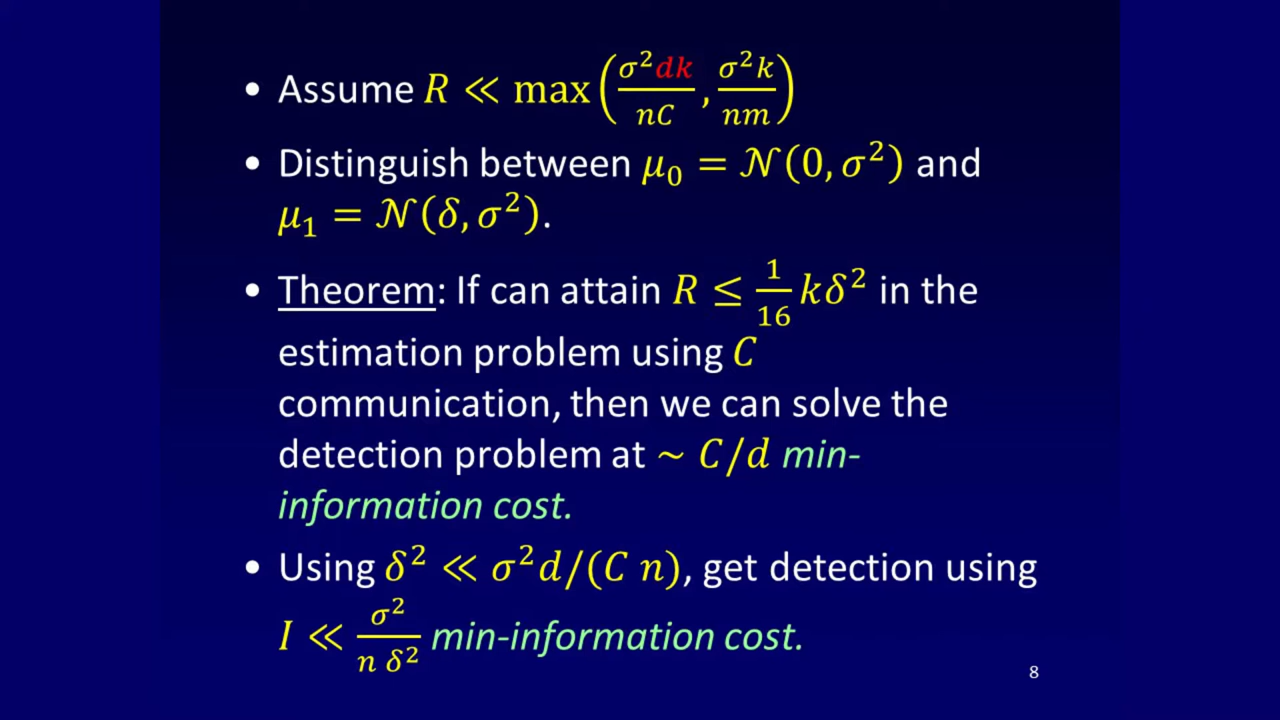 • Assume R ≪ max(σ²dk/nC, σ²k/nm)
• Distinguish between μ₀ = 𝒩(0, σ²) and
μ₁ = 𝒩(δ, σ²).
• Theorem: If can attain R ≤ 1/16 kδ² in the
estimation problem using C
communication, then we can solve the
detection problem at ~ C/d min-
information cost.
• Using δ² ≪ σ²d/(C n), get detection using
I ≪ σ²/n δ² min-information cost.
8